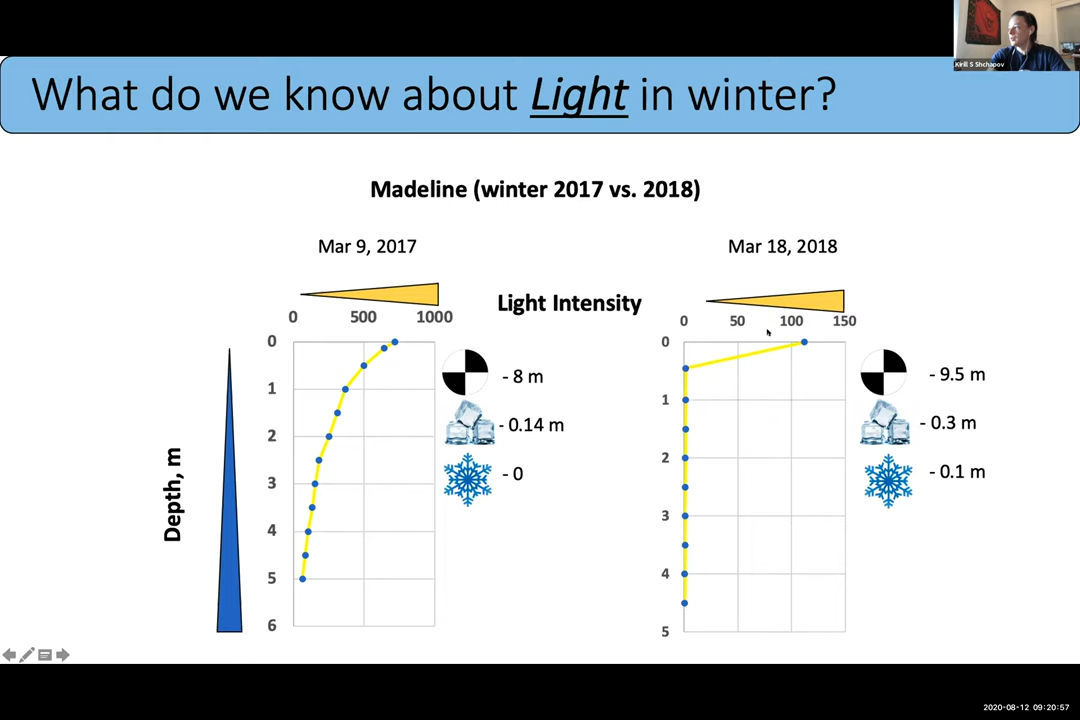 Kirill S Shchapov
What do we know about Light in winter?
Madeline (winter 2017 vs. 2018)
Mar 9, 2017
Mar 18, 2018
Light Intensity
0 500 1000
0 50 100 150
Depth, m
0
1
2
3
4
5
6
- 8 m
- 0.14 m
- 0
1
2
3
4
5
0
- 9.5 m
- 0.3 m
- 0.1 m
2020-08-12 09:20:57